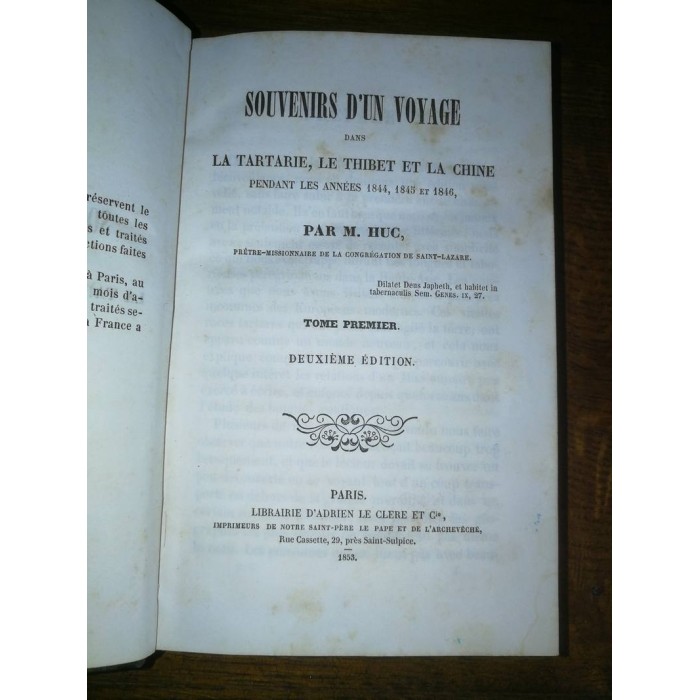 réservent le
toutes les
s et traités
ctions faites
à Paris, au
mois d'a-
traités se-
a France a
SOUVENIRS D'UN VOYAGE
DANS
LA TARTARIE, LE THIBET ET LA CHINE
PENDANT LES ANNÉES 1844, 1845 ET 1846,
PAR M. HUC,
PRÊTRE-MISSIONNAIRE DE LA CONGRÉGATION DE SAINT-LAZARE.
Dilatet Deus Japheth, et habitet in
tabernaculis Sem. GENES. IX, 27.
TOME PREMIER.
DEUXIÈME ÉDITION.
PARIS.
LIBRAIRIE D'ADRIEN LE CLERE ET Cie,
IMPRIMEURS DE NOTRE SAINT-PÈRE LE PAPE ET DE L'ARCHEVÊCHÉ,
Rue Cassette, 29, près Saint-Sulpice.
1853.